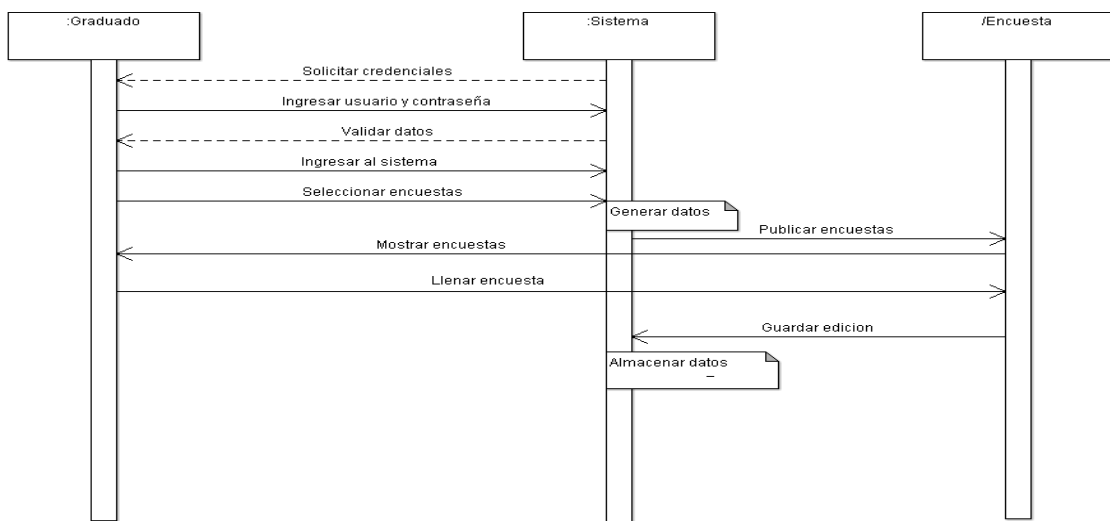 :Graduado
:Sistema
/Encuesta
Solicitar credenciales
Ingresar usuario y contraseña
Validar datos
Ingresar al sistema
Seleccionar encuestas
Generar datos
Publicar encuestas
Mostrar encuestas
Llenar encuesta
Guardar edicion
Almacenar datos